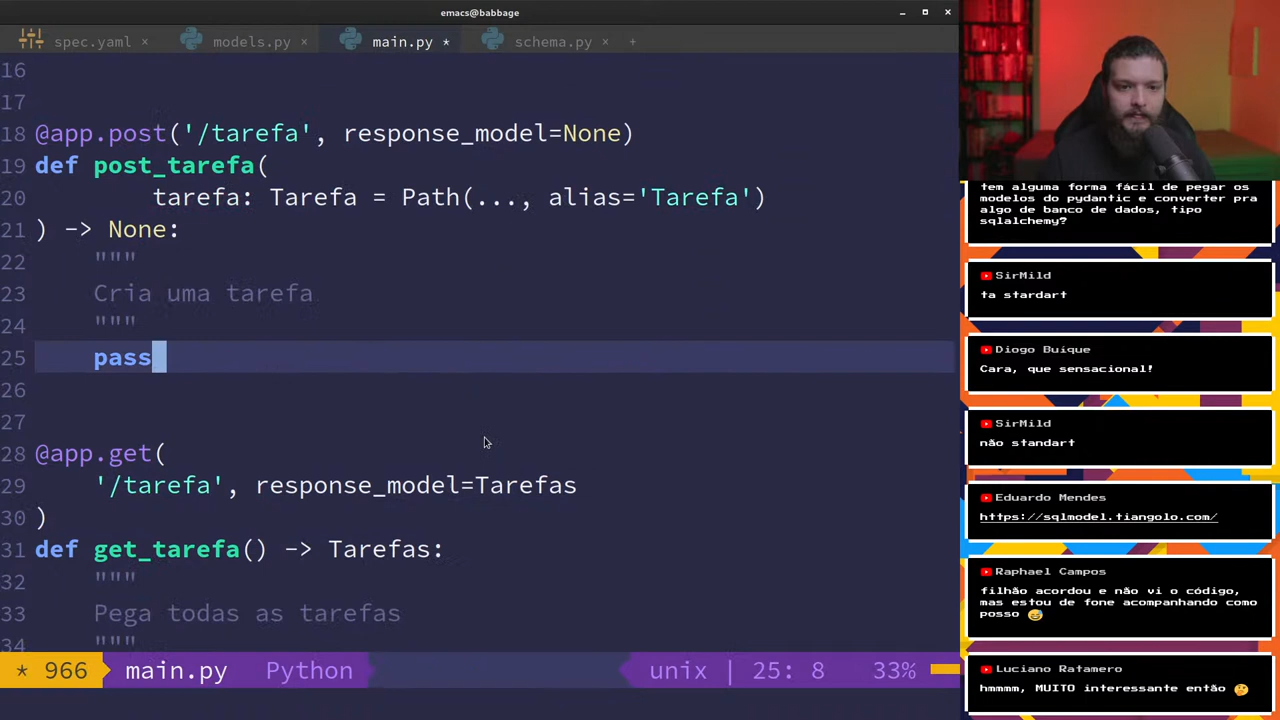 emacs@babbage
spec.yaml ×
models.py ×
main.py *
schema.py ×
+
16
17
18 @app.post('/tarefa', response_model=None)
19 def post_tarefa(
20 tarefa: Tarefa = Path(..., alias='Tarefa')
21 ) -> None:
22 """
23 Cria uma tarefa
24 """
25 pass
26
27
28 @app.get(
29 '/tarefa', response_model=Tarefas
30 )
31 def get_tarefa() -> Tarefas:
32 """
33 Pega todas as tarefas
34 """
* 966 main.py Python unix | 25: 8 33%
tem alguma forma fácil de pegar os
modelos do pydantic e converter pra
algo de banco de dados, tipo
sqlalchemy?
SirMild
ta stardart
Diogo Buique
Cara, que sensacional!
SirMild
não standart
Eduardo Mendes
https://sqlmodel.tiangolo.com/
Raphael Campos
filhão acordou e não vi o código,
mas estou de fone acompanhando como
posso 😅
Luciano Ratamero
hmmmm, MUITO interessante então 🤔